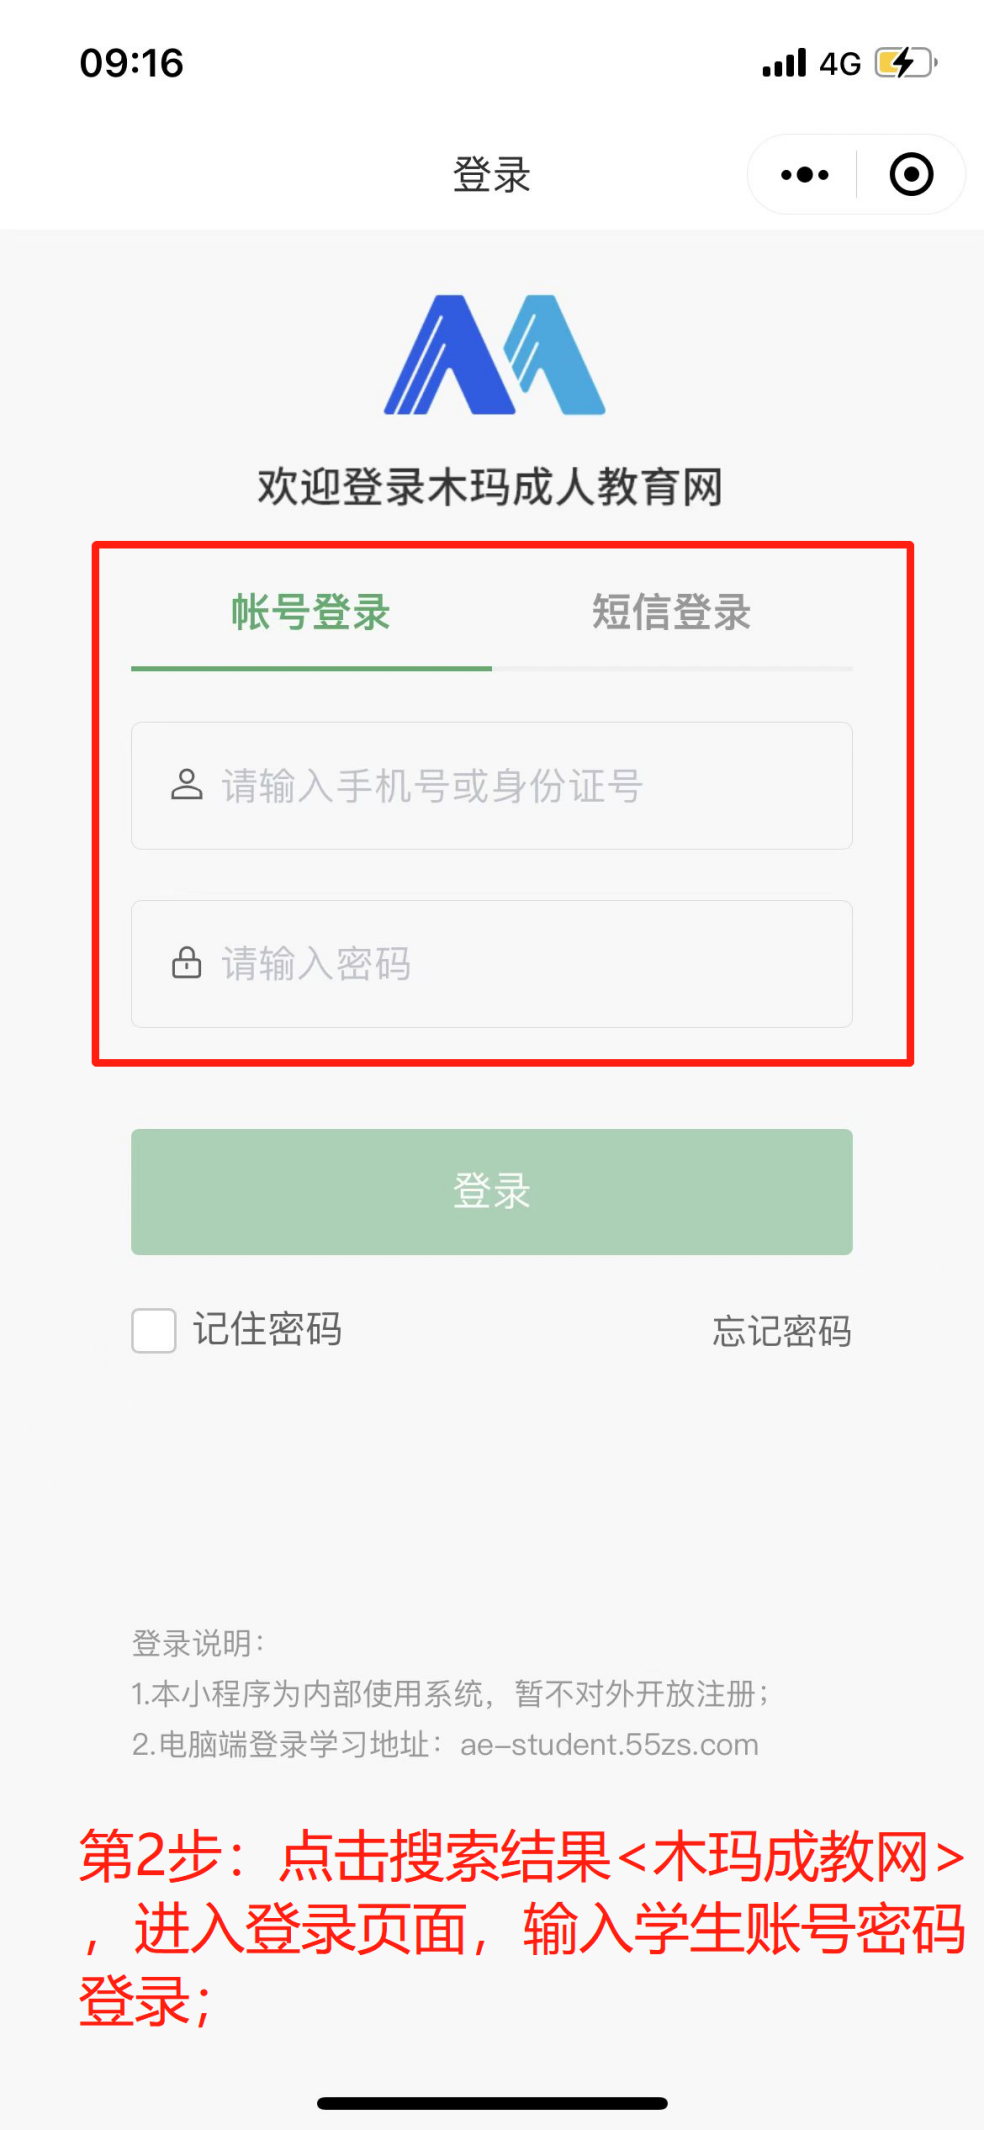 09:16
4G
登录
欢迎登录木玛成人教育网
帐号登录
短信登录
请输入手机号或身份证号
请输入密码
登录
记住密码
忘记密码
登录说明：
1.本小程序为内部使用系统，暂不对外开放注册；
2.电脑端登录学习地址：ae-student.55zs.com
第2步：点击搜索结果<木玛成教网>
，进入登录页面，输入学生账号密码
登录；